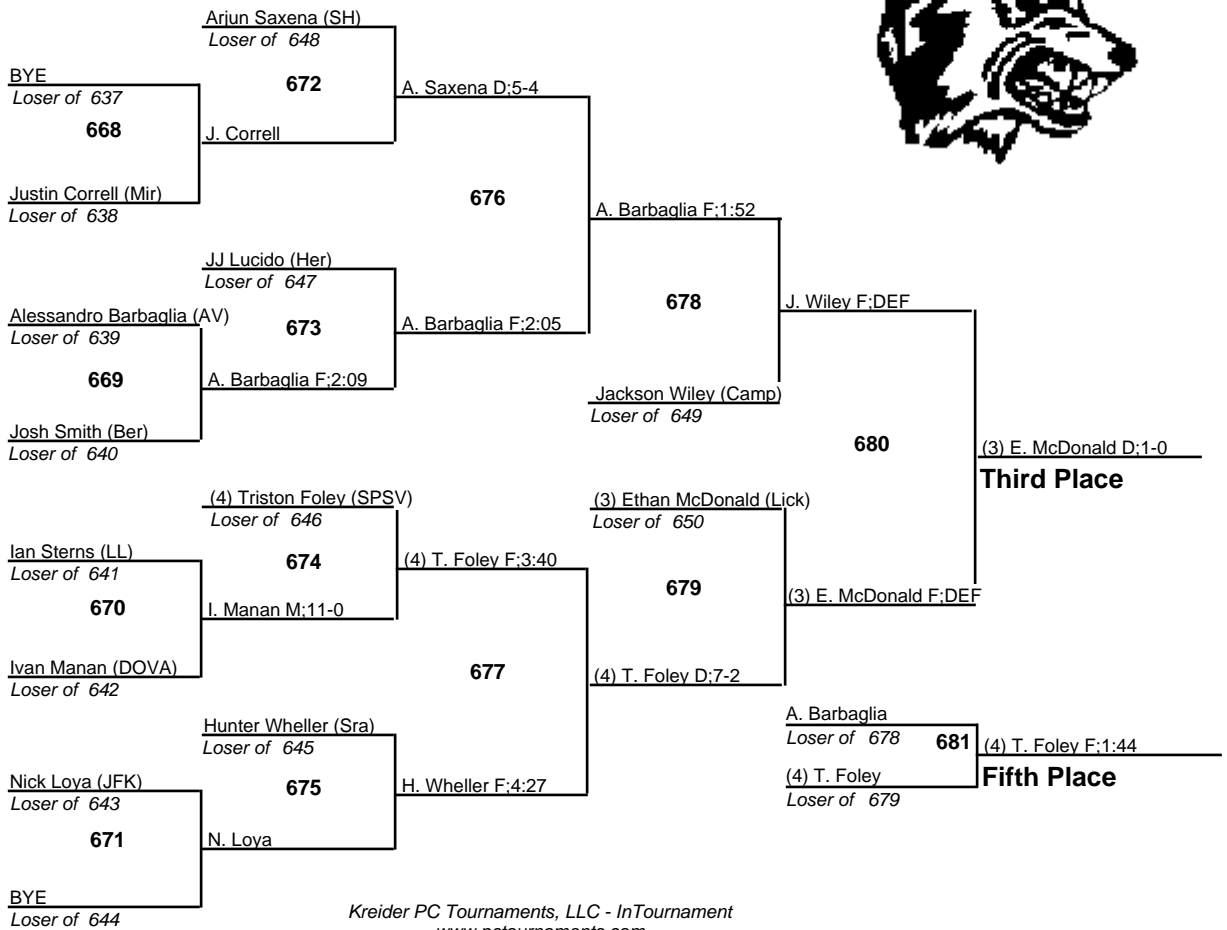 Arjun Saxena (SH)
Loser of 648
BYE
Loser of 637
672
A. Saxena D;5-4
668
J. Correll
Justin Correll (Mir)
Loser of 638
676
A. Barbaglia F;1:52
JJ Lucido (Her)
Loser of 647
Alessandro Barbaglia (AV)
Loser of 639
673
A. Barbaglia F;2:05
678
J. Wiley F;DEF
669
A. Barbaglia F;2:09
Jackson Wiley (Camp)
Loser of 649
Josh Smith (Ber)
Loser of 640
680
(3) E. McDonald D;1-0
Third Place
(4) Triston Foley (SPSV)
Loser of 646
(3) Ethan McDonald (Lick)
Loser of 650
Ian Sterns (LL)
Loser of 641
674
(4) T. Foley F;3:40
679
(3) E. McDonald F;DEF
670
I. Manan M;11-0
Ivan Manan (DOVA)
Loser of 642
677
(4) T. Foley D;7-2
Hunter Wheller (Sra)
Loser of 645
A. Barbaglia
Loser of 678
681
(4) T. Foley F;1:44
Fifth Place
Nick Loya (JFK)
Loser of 643
675
H. Wheller F;4:27
(4) T. Foley
Loser of 679
671
N. Loya
BYE
Loser of 644
Kreider PC Tournaments, LLC - InTournament
www.pctournaments.com